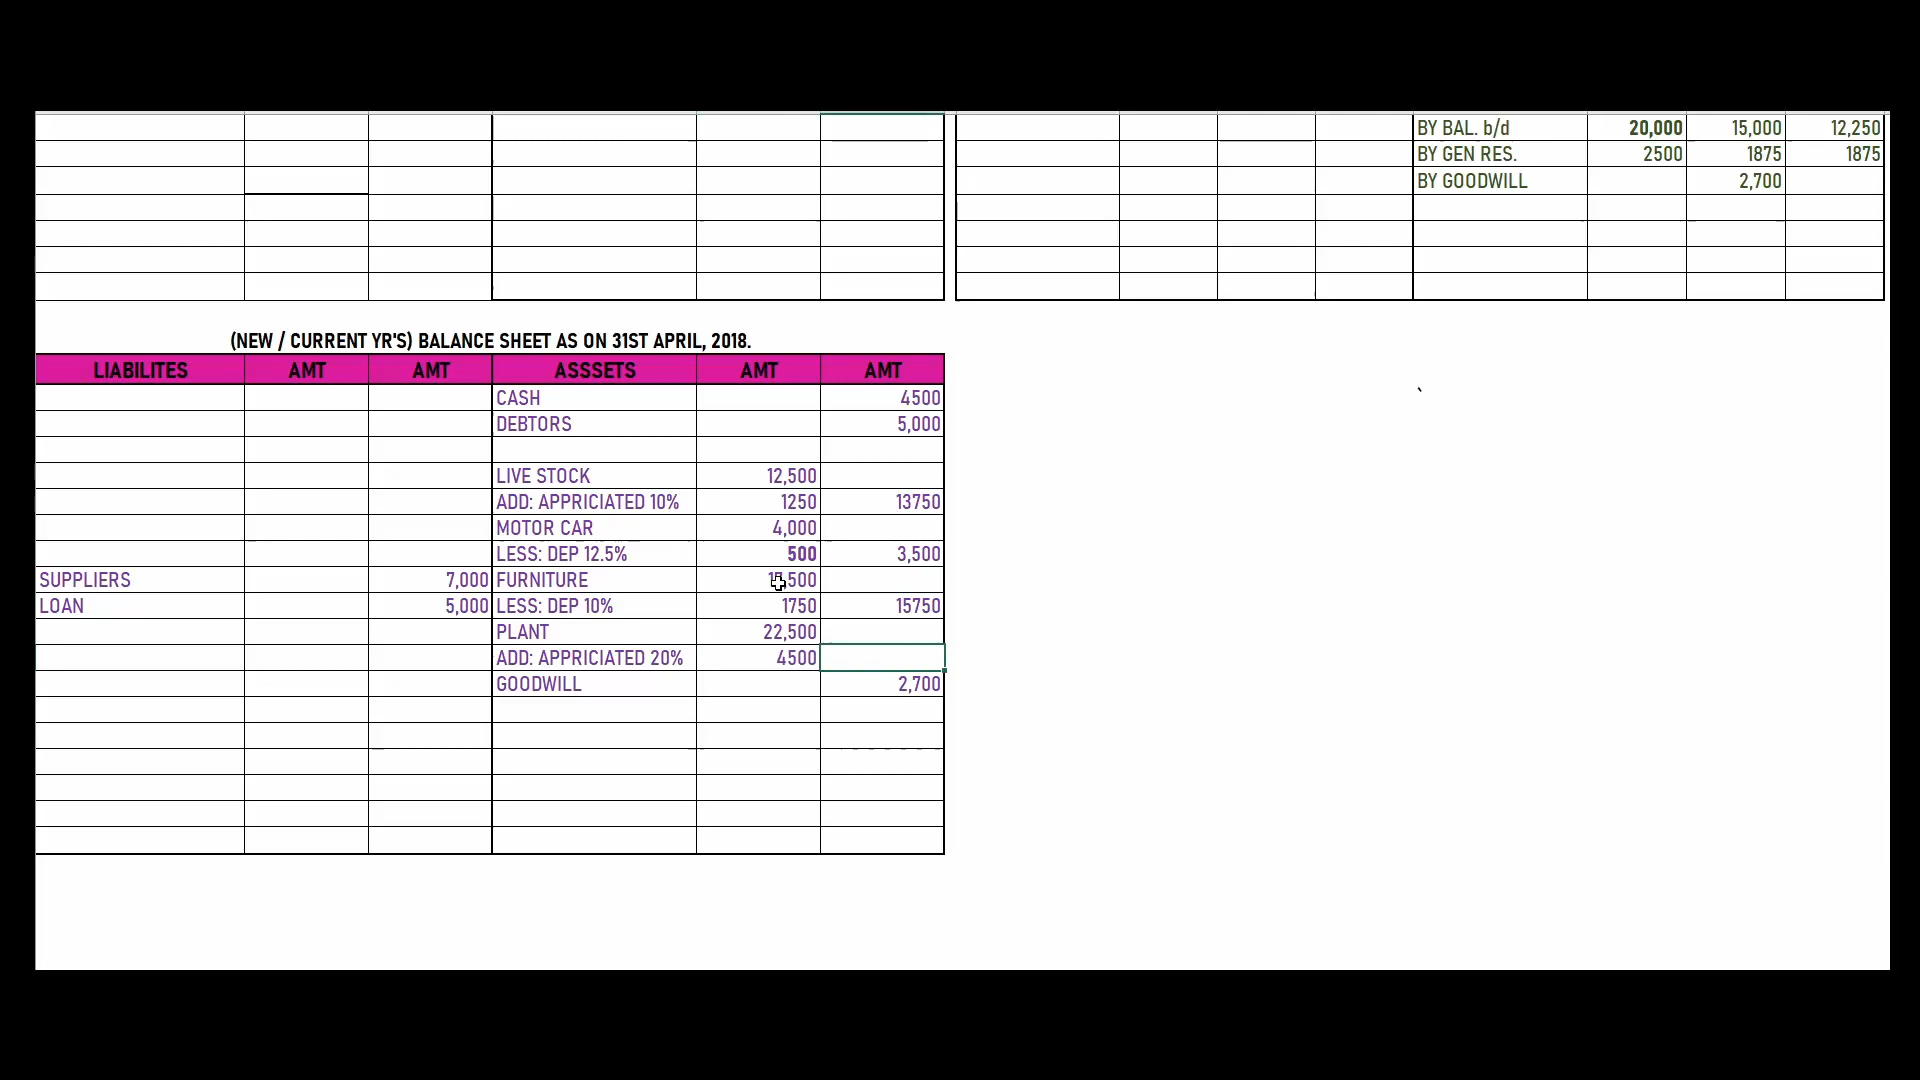 BY BAL. b/d 20,000 15,000 12,250
BY GEN RES. 2500 1875 1875
BY GOODWILL 2,700
(NEW / CURRENT YR'S) BALANCE SHEET AS ON 31ST APRIL, 2018.
LIABILITES AMT AMT ASSSETS AMT AMT
CASH 4500
DEBTORS 5,000
LIVE STOCK 12,500
ADD: APPRICIATED 10% 1250 13750
MOTOR CAR 4,000
LESS: DEP 12.5% 500 3,500
SUPPLIERS 7,000 FURNITURE
LOAN 5,000 LESS: DEP 10% 1750 15750
PLANT 22,500
ADD: APPRICIATED 20% 4500
GOODWILL 2,700